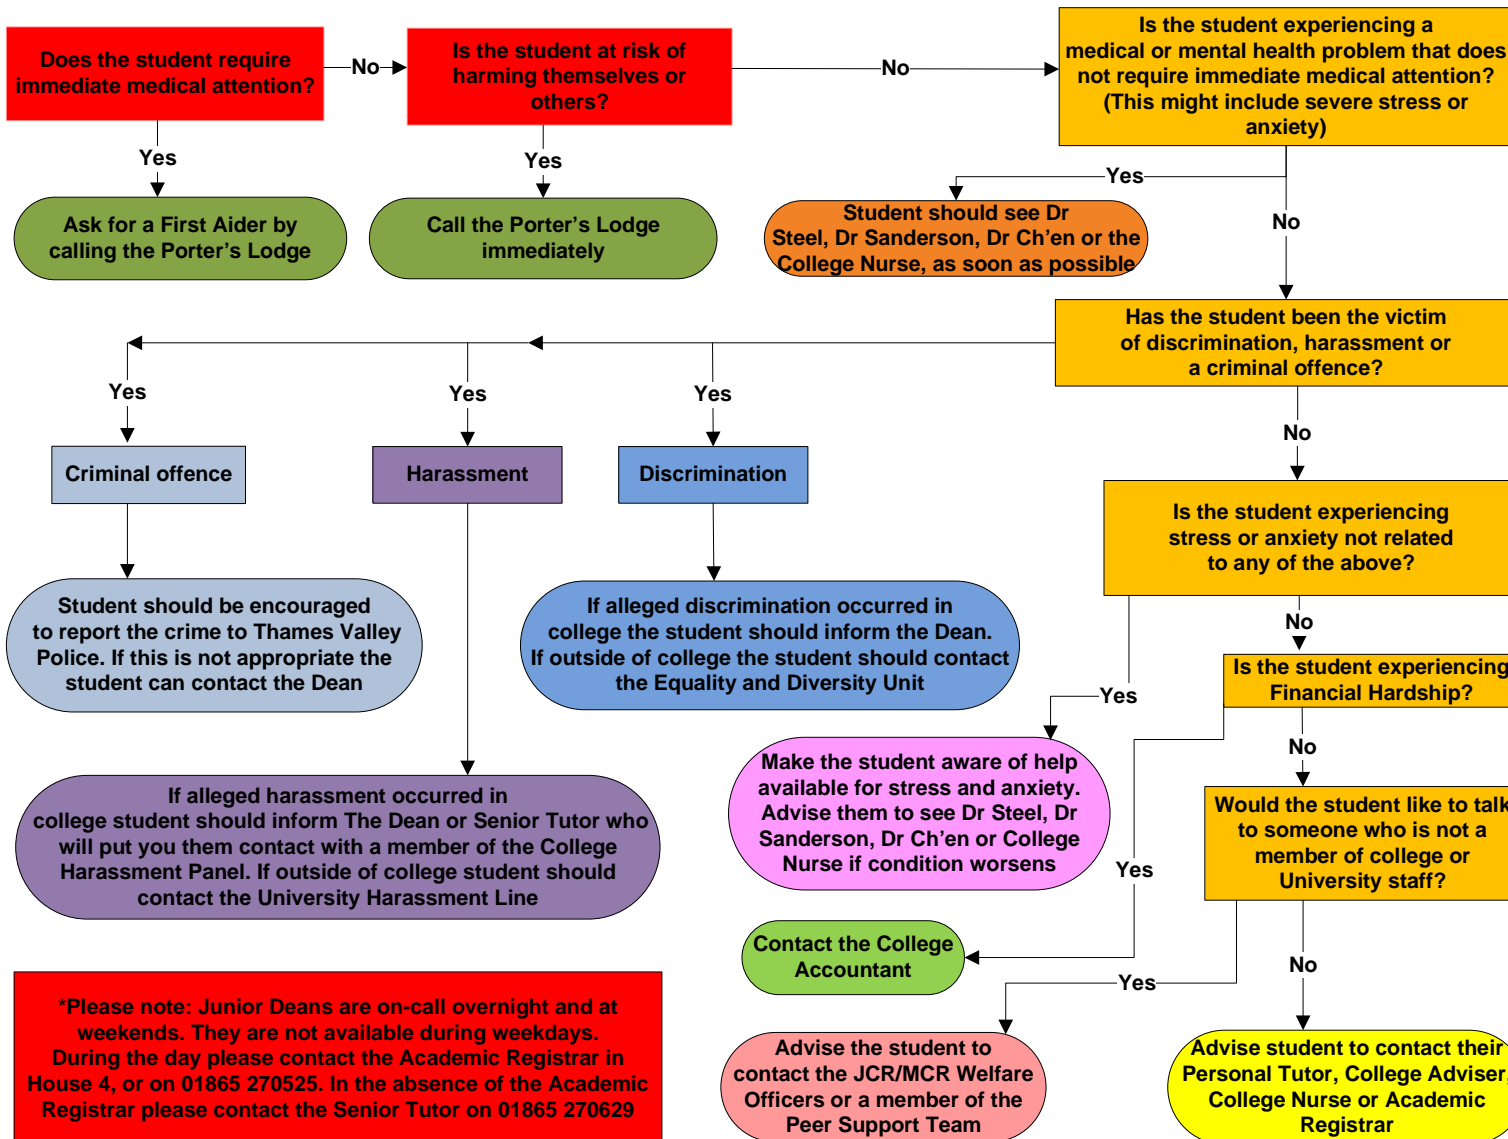 Does the student require
immediate medical attention?
No
Is the student at risk of
harming themselves or
others?
No
Is the student experiencing a
medical or mental health problem that does
not require immediate medical attention?
(This might include severe stress or
anxiety)
Yes
Yes
Yes
No
Ask for a First Aider by
calling the Porter's Lodge
Call the Porter's Lodge
immediately
Student should see Dr
Steel, Dr Sanderson, Dr Ch'en or the
College Nurse, as soon as possible
Has the student been the victim
of discrimination, harassment or
a criminal offence?
Yes
Yes
Yes
No
Criminal offence
Harassment
Discrimination
Is the student experiencing
stress or anxiety not related
to any of the above?
Student should be encouraged
to report the crime to Thames Valley
Police. If this is not appropriate the
student can contact the Dean
If alleged discrimination occurred in
college the student should inform the Dean.
If outside of college the student should contact
the Equality and Diversity Unit
No
Yes
Is the student experiencing
Financial Hardship?
No
Make the student aware of help
available for stress and anxiety.
Advise them to see Dr Steel, Dr
Sanderson, Dr Ch'en or College
Nurse if condition worsens
If alleged harassment occurred in
college student should inform The Dean or Senior Tutor who
will put you them contact with a member of the College
Harassment Panel. If outside of college student should
contact the University Harassment Line
Would the student like to talk
to someone who is not a
member of college or
University staff?
Yes
Contact the College
Accountant
Yes
No
*Please note: Junior Deans are on-call overnight and at
weekends. They are not available during weekdays.
During the day please contact the Academic Registrar in
House 4, or on 01865 270525. In the absence of the Academic
Registrar please contact the Senior Tutor on 01865 270629
Advise the student to
contact the JCR/MCR Welfare
Officers or a member of the
Peer Support Team
Advise student to contact their
Personal Tutor, College Adviser,
College Nurse or Academic
Registrar